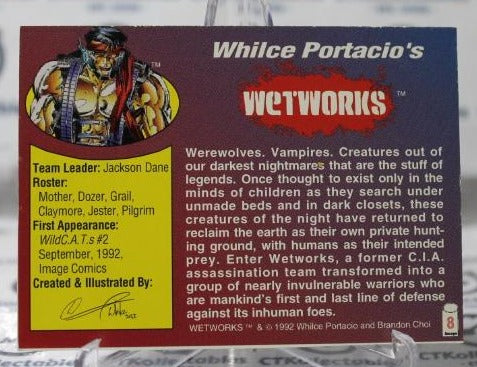 Whilce Portacio's
WETWORKS™
™
Team Leader: Jackson Dane
Roster:
Mother, Dozer, Grail,
Claymore, Jester, Pilgrim
First Appearance:
WildC.A.T.s #2
September, 1992,
Image Comics
Created & Illustrated By:
Werewolves. Vampires. Creatures out of
our darkest nightmares that are the stuff of
legends. Once thought to exist only in the
minds of children as they search under
unmade beds and in dark closets, these
creatures of the night have returned to
reclaim the earth as their own private hunt-
ing ground, with humans as their intended
prey. Enter Wetworks, a former C.I.A.
assassination team transformed into a
group of nearly invulnerable warriors who
are mankind's first and last line of defense
against its inhuman foes.
WETWORKS™ & © 1992 Whilce Portacio and Brandon Choi
8